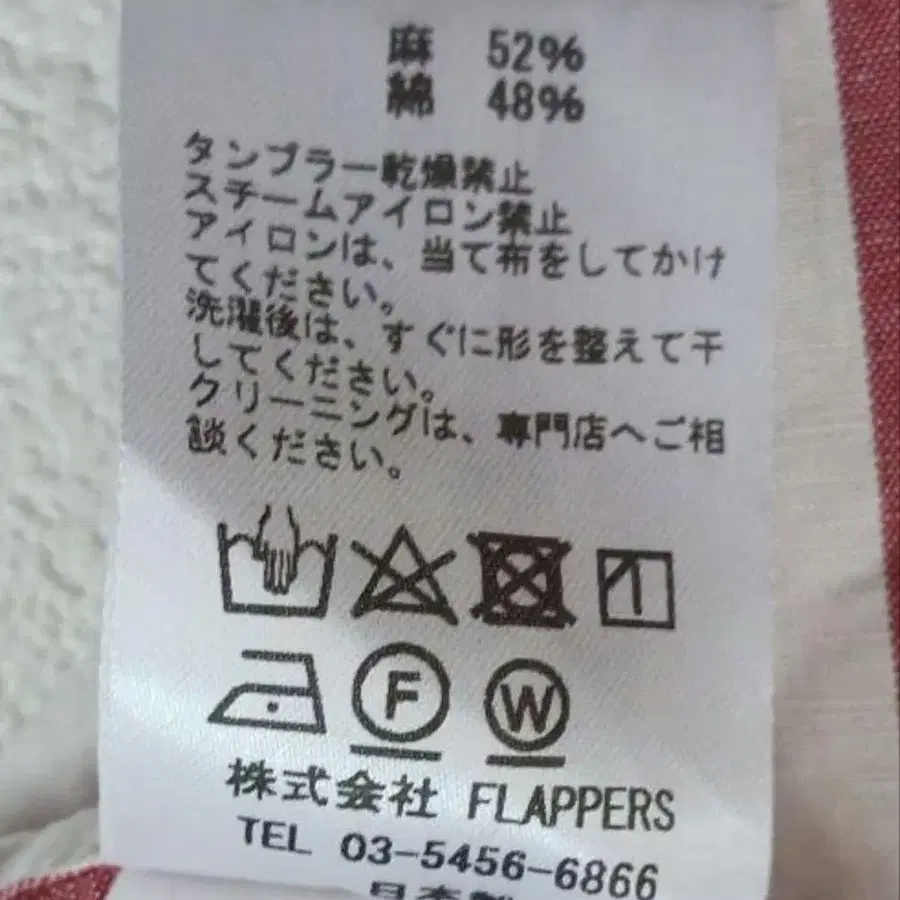 麻 52%
綿 48%
タンブラー乾燥禁止
スチームアイロン禁止
アイロンは、当て布をしてかけ
てください。
洗濯後は、すぐに形を整えて干
してください。
クリーニングは、専門店へご相
談ください。
F W
株式会社 FLAPPERS
TEL 03-5456-6866
日本製